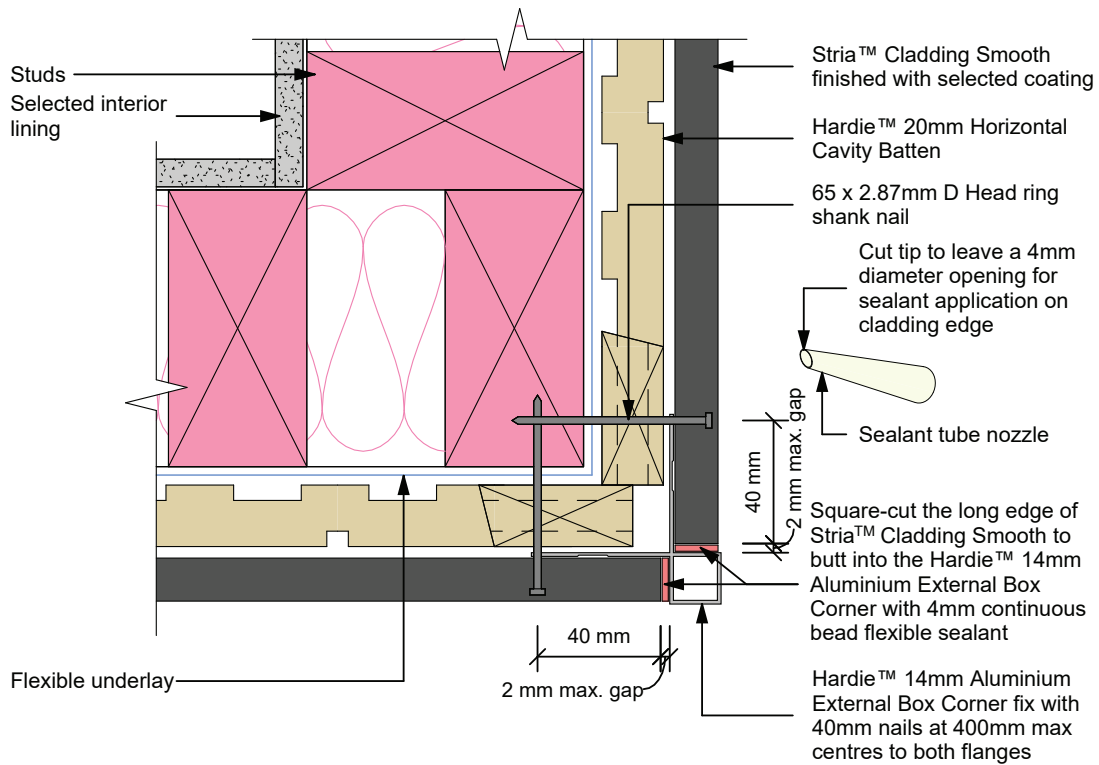 Studs
Selected interior
lining
Stria™ Cladding Smooth
finished with selected coating
Hardie™ 20mm Horizontal
Cavity Batten
65 x 2.87mm D Head ring
shank nail
Cut tip to leave a 4mm
diameter opening for
sealant application on
cladding edge
Sealant tube nozzle
40 mm
2 mm max. gap
Square-cut the long edge of
Stria™ Cladding Smooth to
butt into the Hardie™ 14mm
Aluminium External Box
Corner with 4mm continuous
bead flexible sealant
40 mm
2 mm max. gap
Flexible underlay
Hardie™ 14mm Aluminium
External Box Corner fix with
40mm nails at 400mm max
centres to both flanges